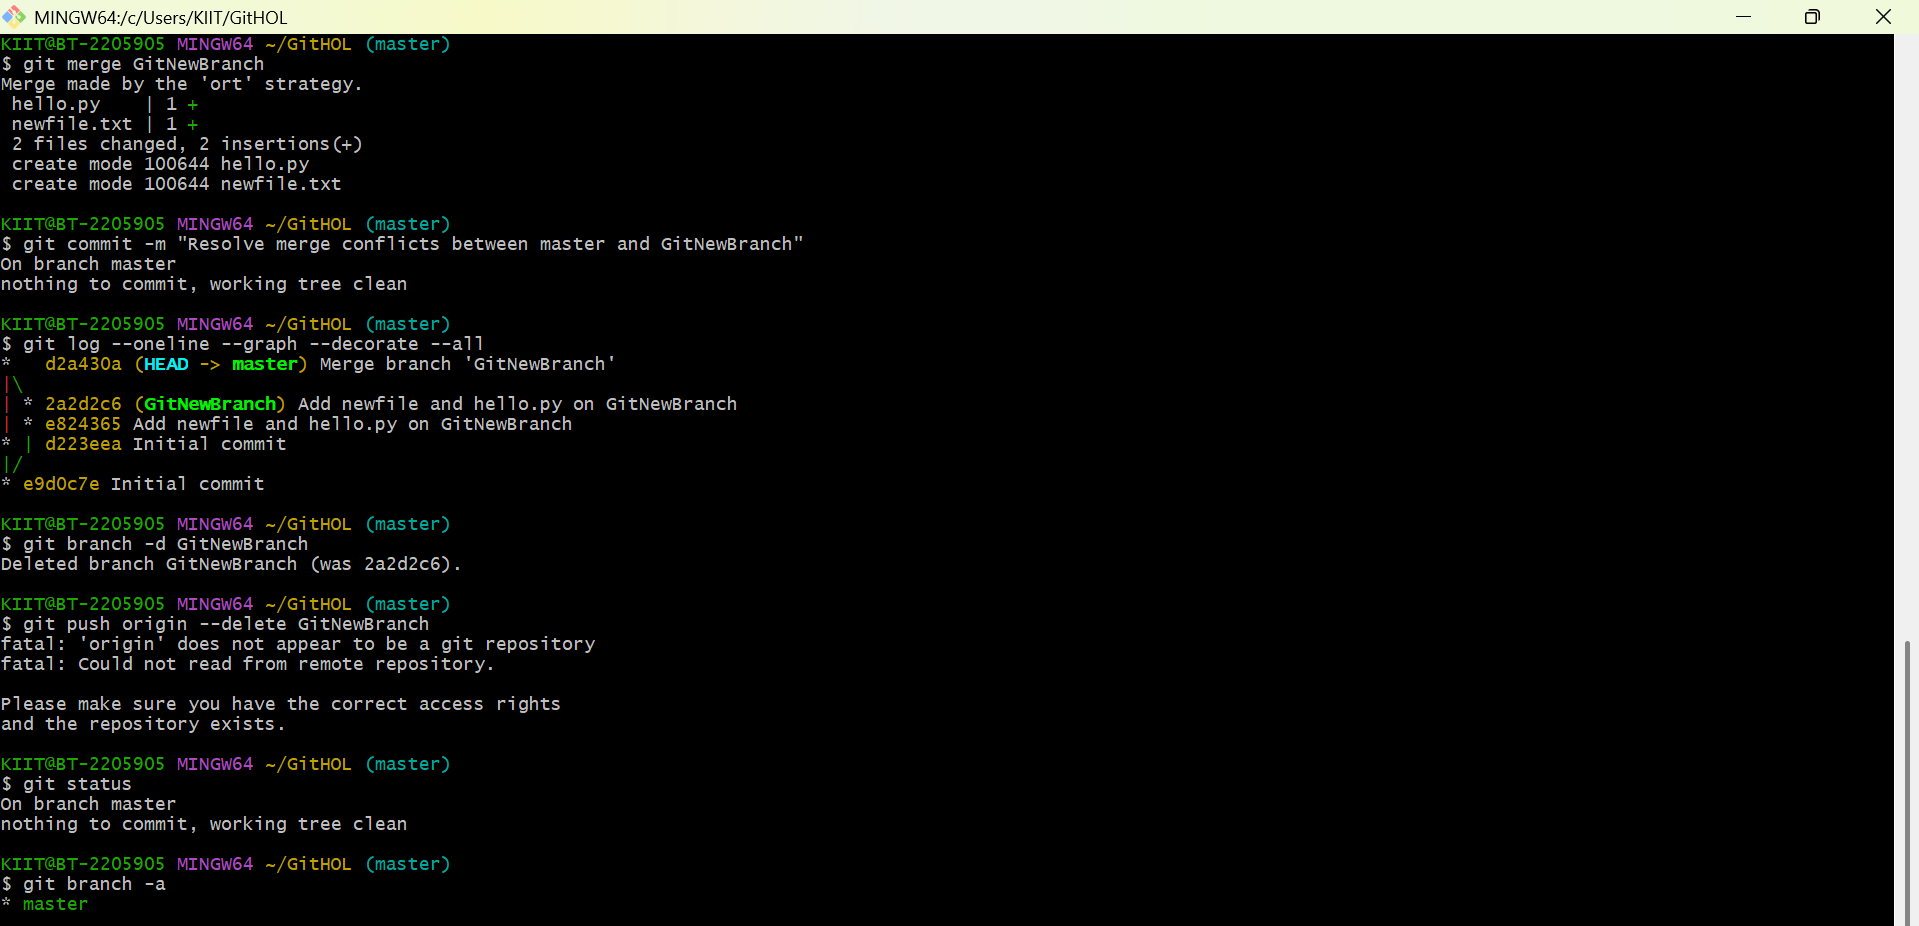 MINGW64:/c/Users/KIIT/GitHOL
KIIT@BT-2205905 MINGW64 ~/GitHOL (master)
$ git merge GitNewBranch
Merge made by the 'ort' strategy.
 hello.py    | 1 +
 newfile.txt | 1 +
 2 files changed, 2 insertions(+)
 create mode 100644 hello.py
 create mode 100644 newfile.txt
KIIT@BT-2205905 MINGW64 ~/GitHOL (master)
$ git commit -m "Resolve merge conflicts between master and GitNewBranch"
On branch master
nothing to commit, working tree clean
KIIT@BT-2205905 MINGW64 ~/GitHOL (master)
$ git log --oneline --graph --decorate --all
*   d2a430a (HEAD -> master) Merge branch 'GitNewBranch'
|\
| * 2a2d2c6 (GitNewBranch) Add newfile and hello.py on GitNewBranch
| * e824365 Add newfile and hello.py on GitNewBranch
* | d223eea Initial commit
|/
* e9d0c7e Initial commit
KIIT@BT-2205905 MINGW64 ~/GitHOL (master)
$ git branch -d GitNewBranch
Deleted branch GitNewBranch (was 2a2d2c6).
KIIT@BT-2205905 MINGW64 ~/GitHOL (master)
$ git push origin --delete GitNewBranch
fatal: 'origin' does not appear to be a git repository
fatal: Could not read from remote repository.
Please make sure you have the correct access rights
and the repository exists.
KIIT@BT-2205905 MINGW64 ~/GitHOL (master)
$ git status
On branch master
nothing to commit, working tree clean
KIIT@BT-2205905 MINGW64 ~/GitHOL (master)
$ git branch -a
* master